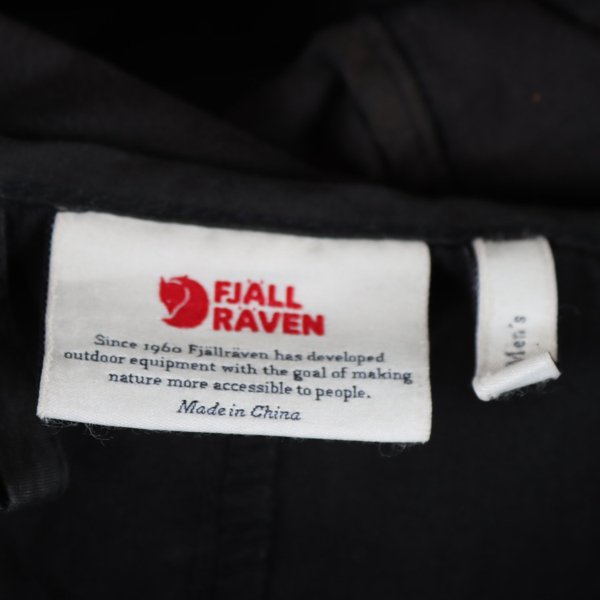 FJÄLL
RÄVEN
Since 1960 Fjällräven has developed
outdoor equipment with the goal of making
nature more accessible to people.
Made in China
Men's